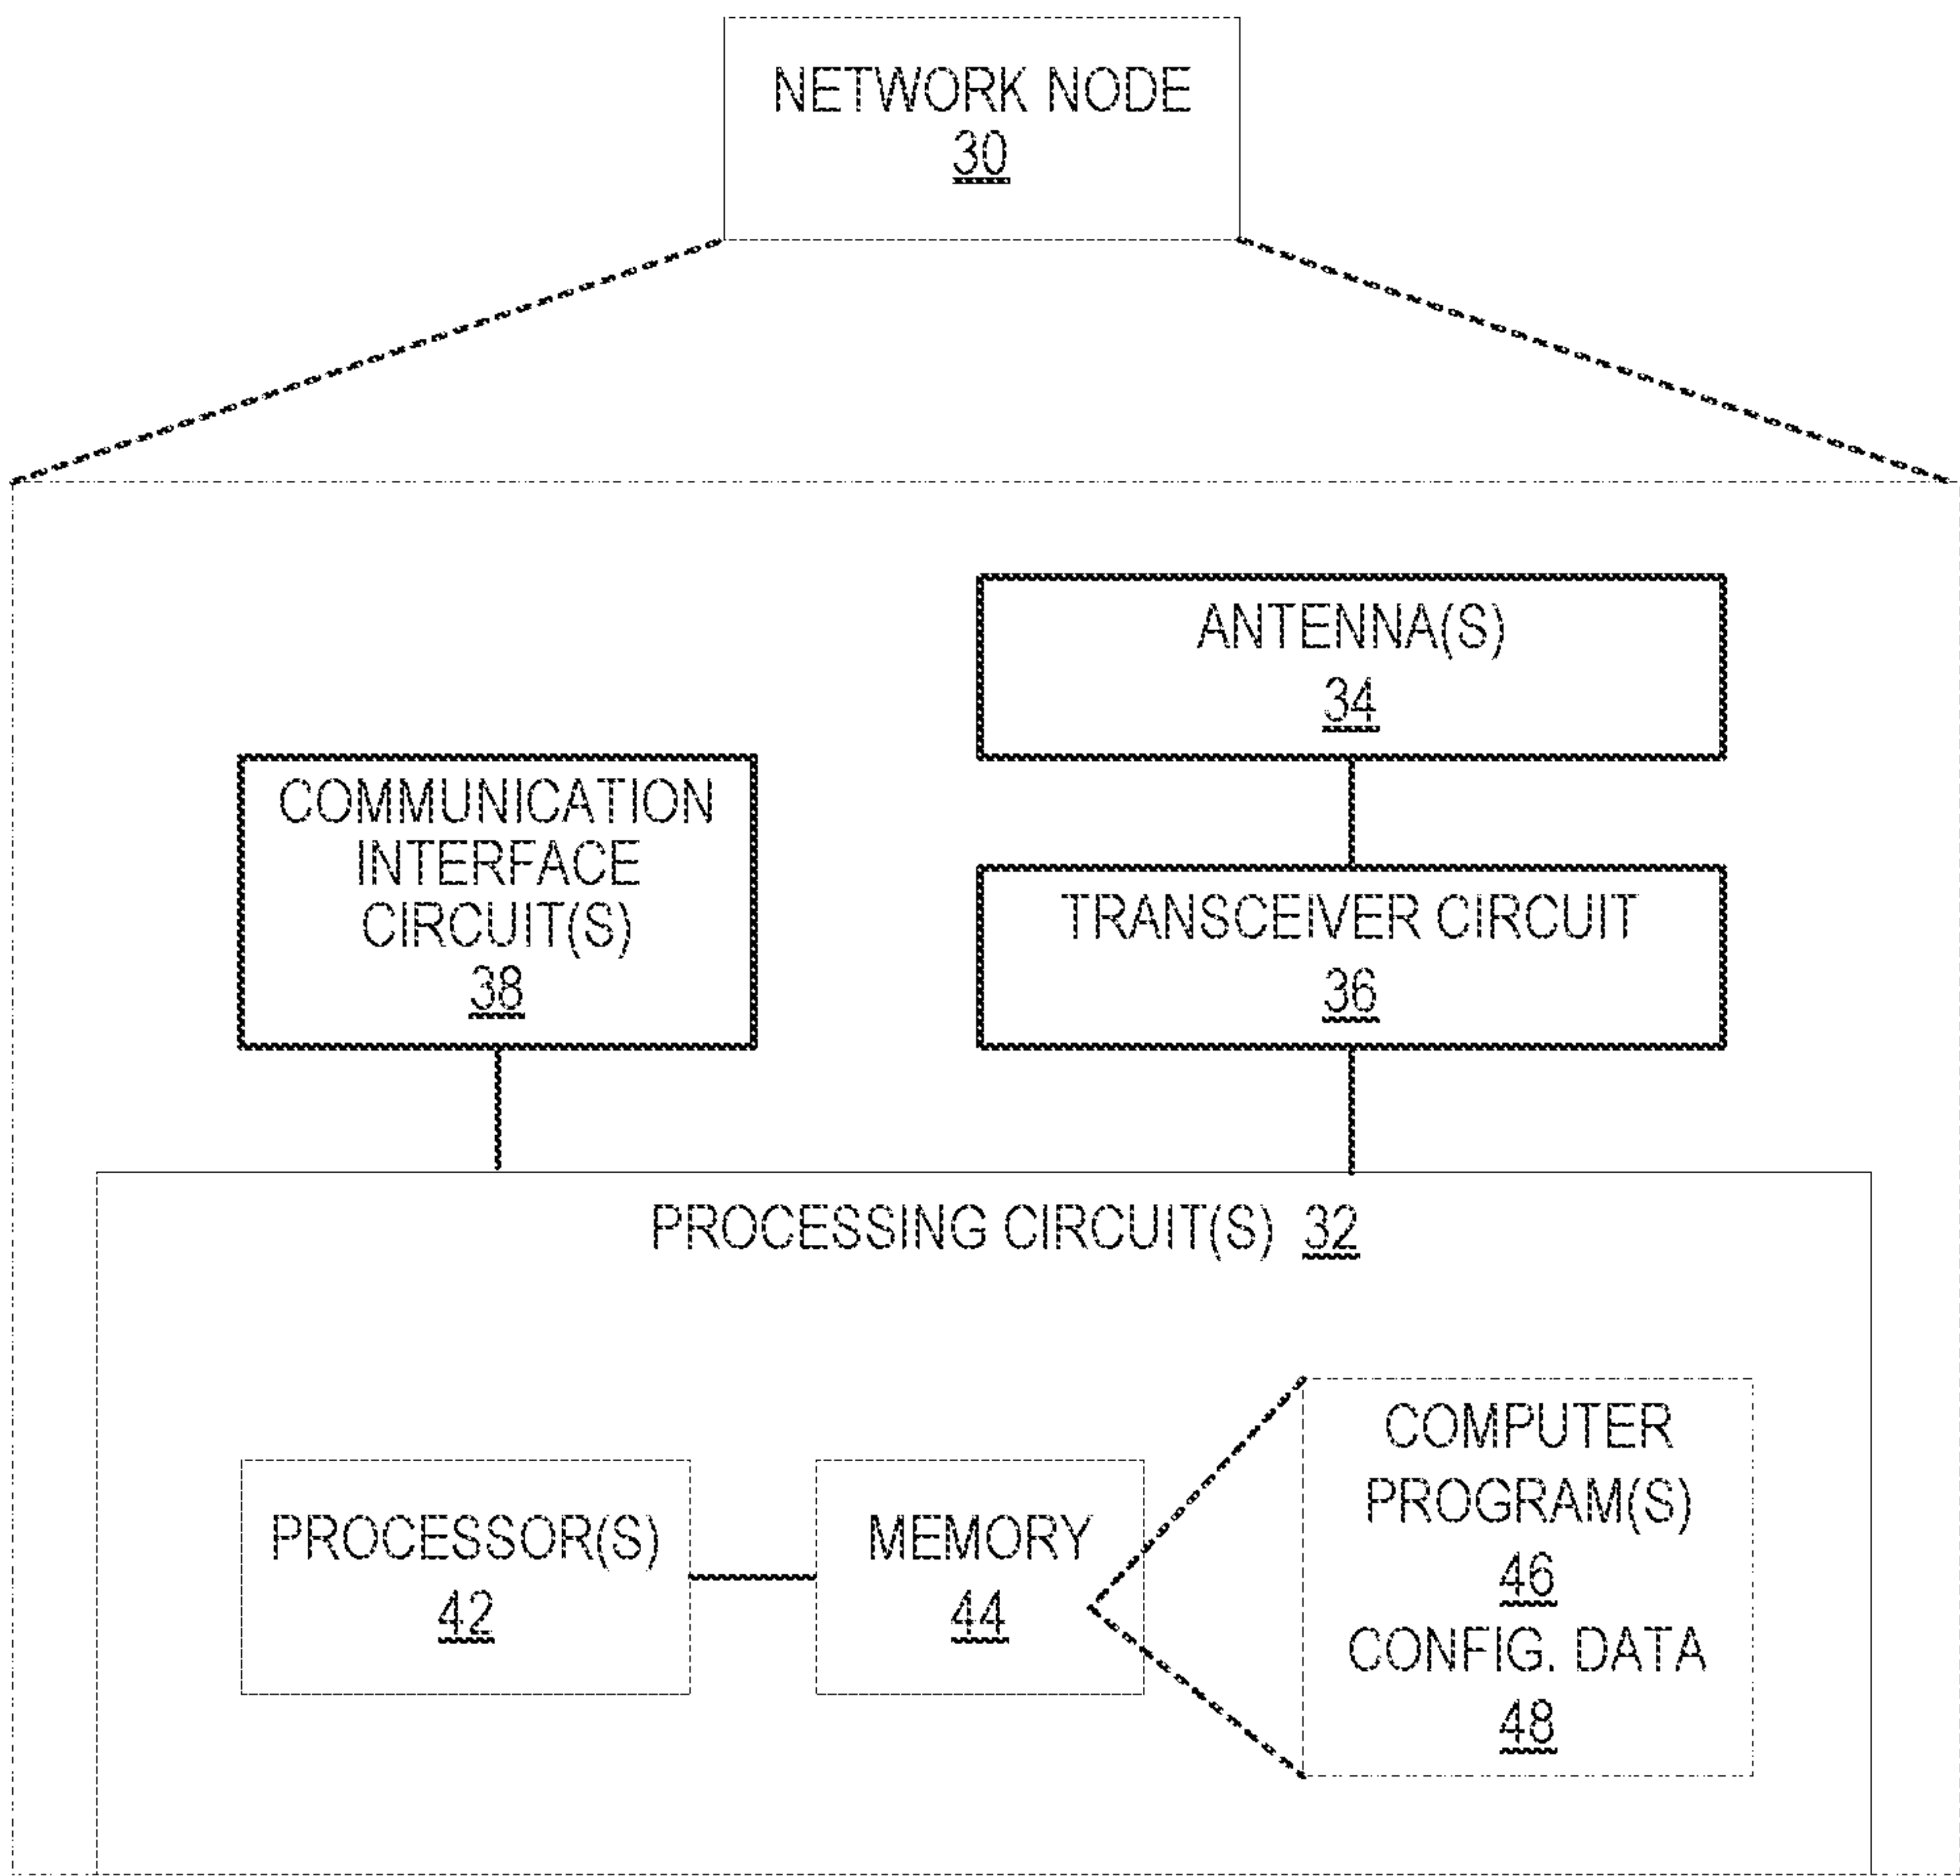 NETWORK NODE
30
ANTENNA(S)
34
COMMUNICATION
INTERFACE
CIRCUIT(S)
38
TRANSCEIVER CIRCUIT
36
PROCESSING CIRCUIT(S) 32
PROCESSOR(S)
42
MEMORY
44
COMPUTER
PROGRAM(S)
46
CONFIG. DATA
48